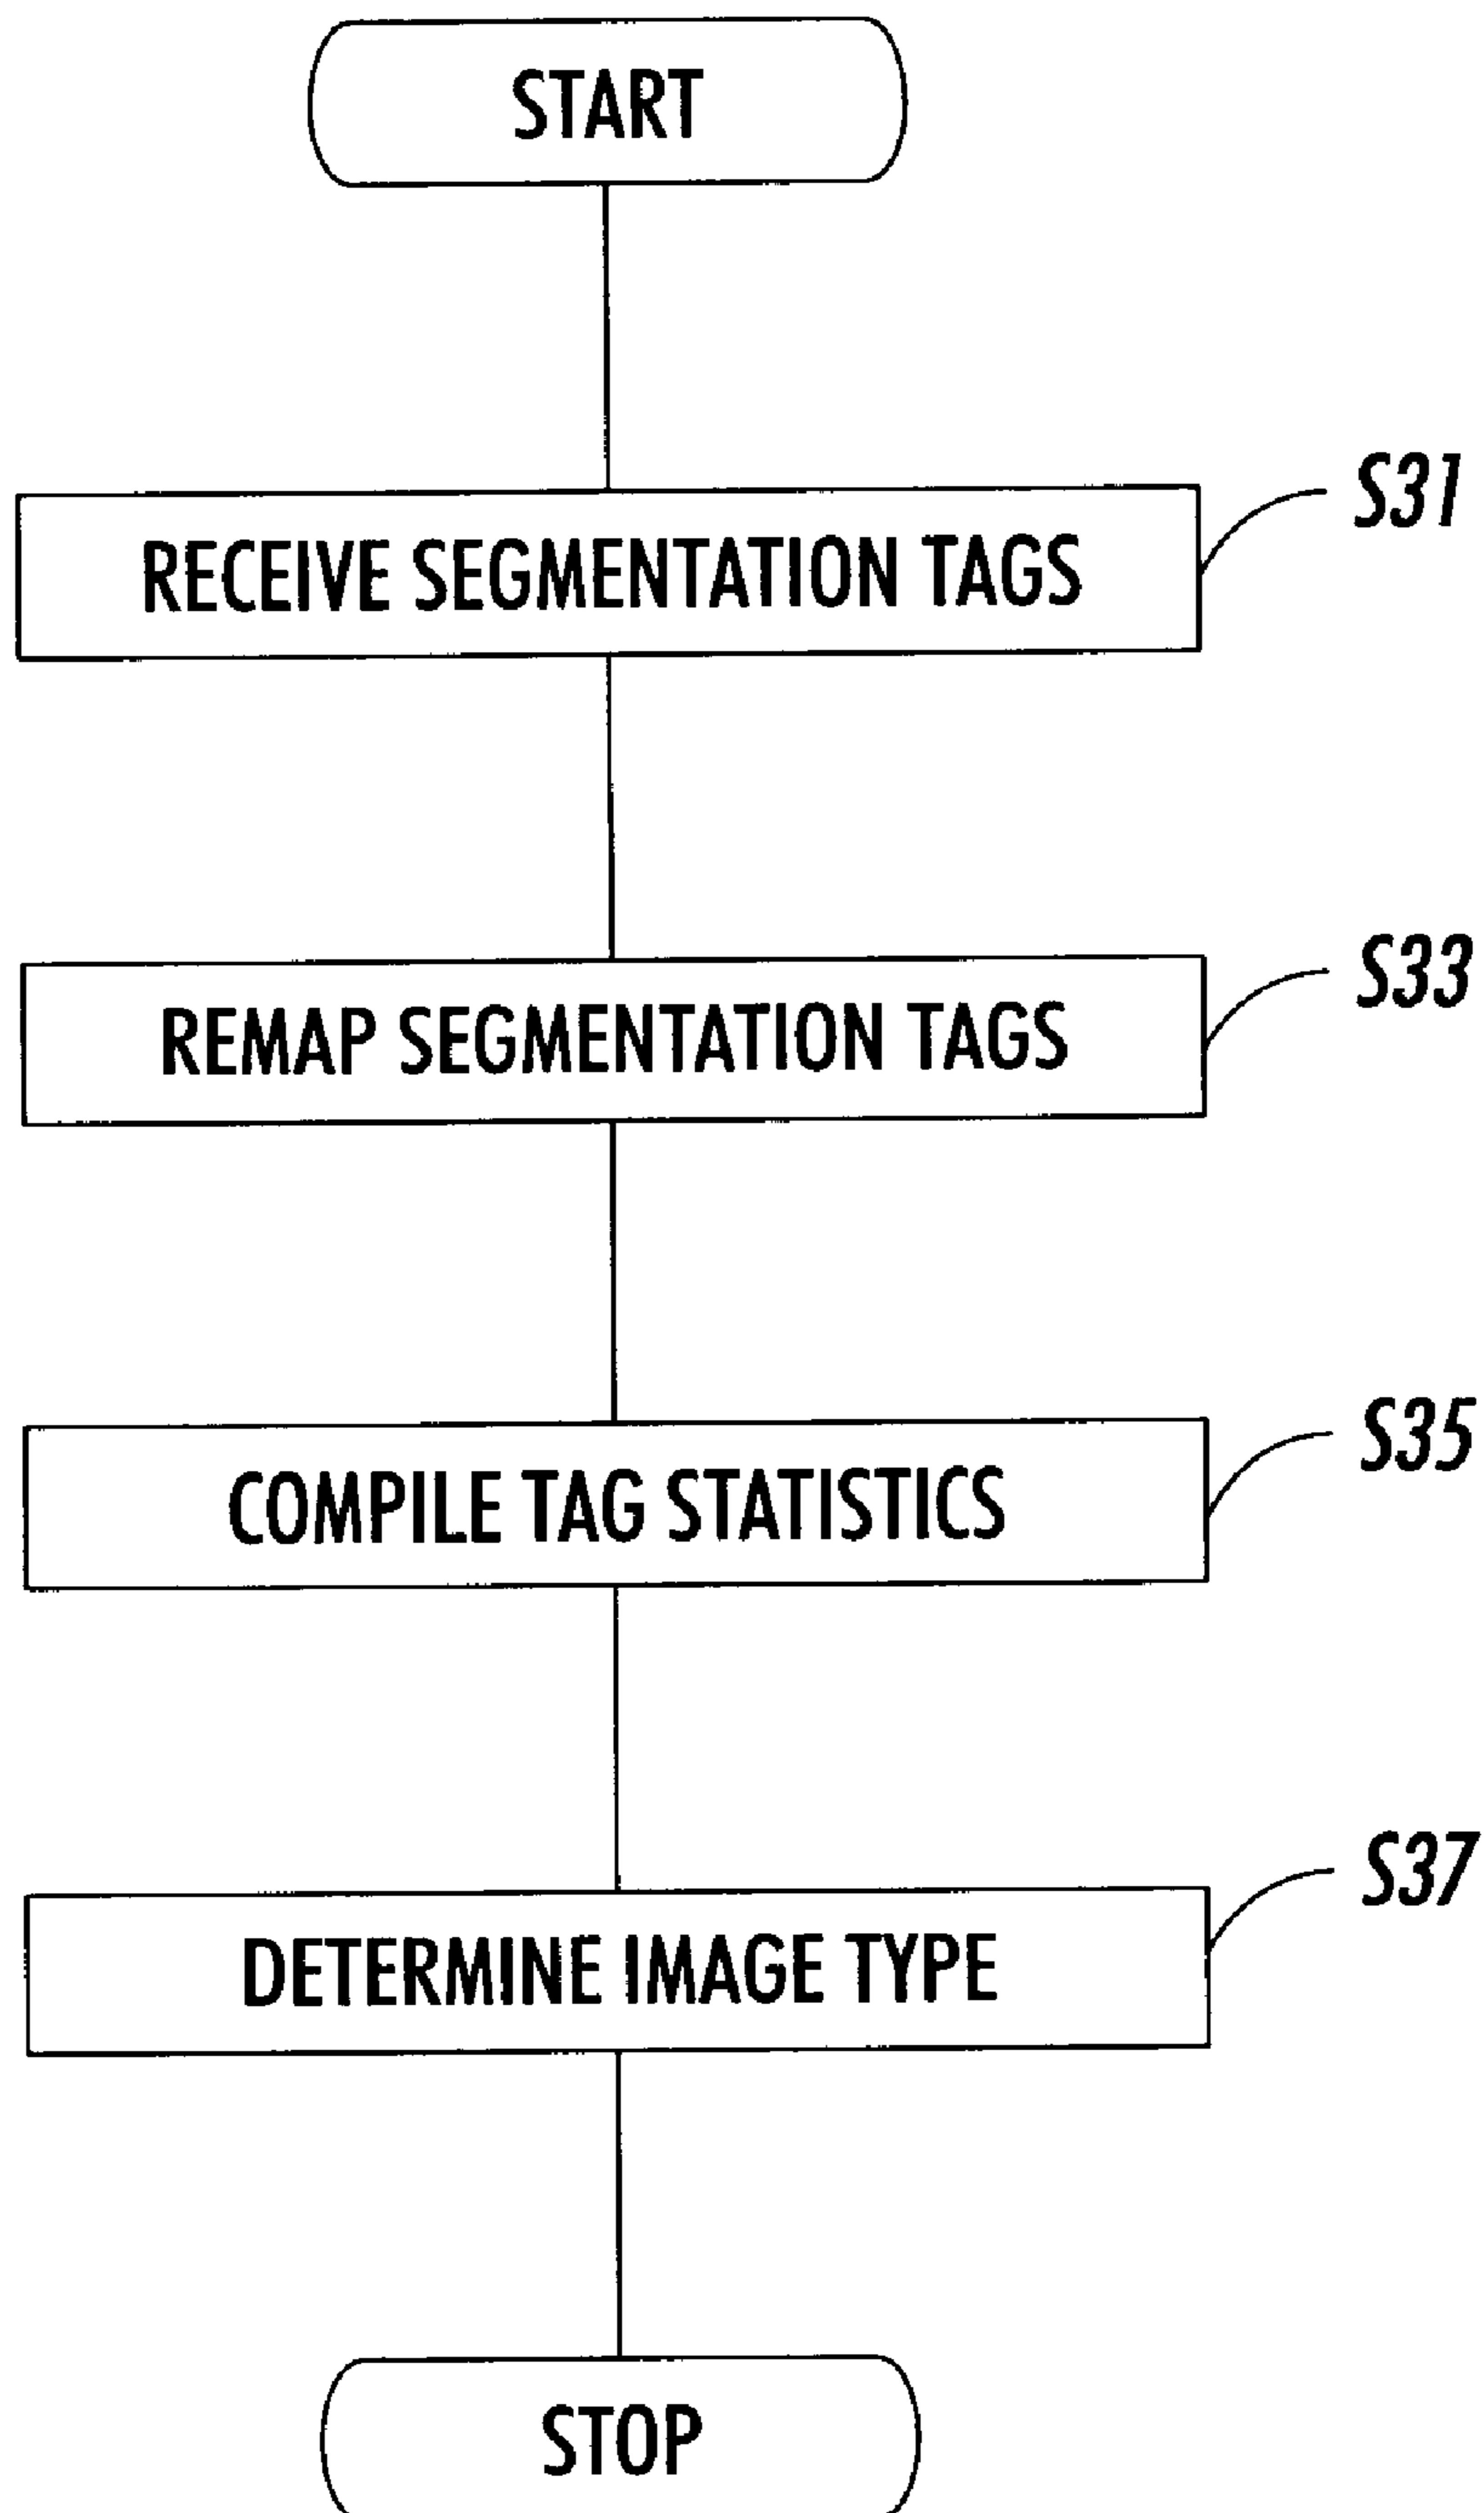 START
S31
RECEIVE SEGMENTATION TAGS
S33
REMAP SEGMENTATION TAGS
S35
COMPILE TAG STATISTICS
S37
DETERMINE IMAGE TYPE
STOP